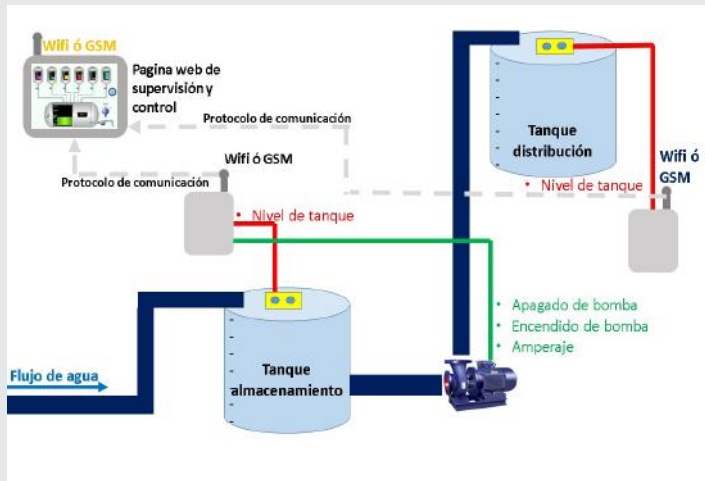 Wifi ó GSM
Pagina web de
supervisión y
control
Protocolo de comunicación
Wifi ó GSM
Protocolo de comunicación
• Nivel de tanque
Tanque
distribución
Wifi ó
GSM
• Nivel de tanque
• Apagado de bomba
• Encendido de bomba
• Amperaje
Flujo de agua
Tanque
almacenamiento